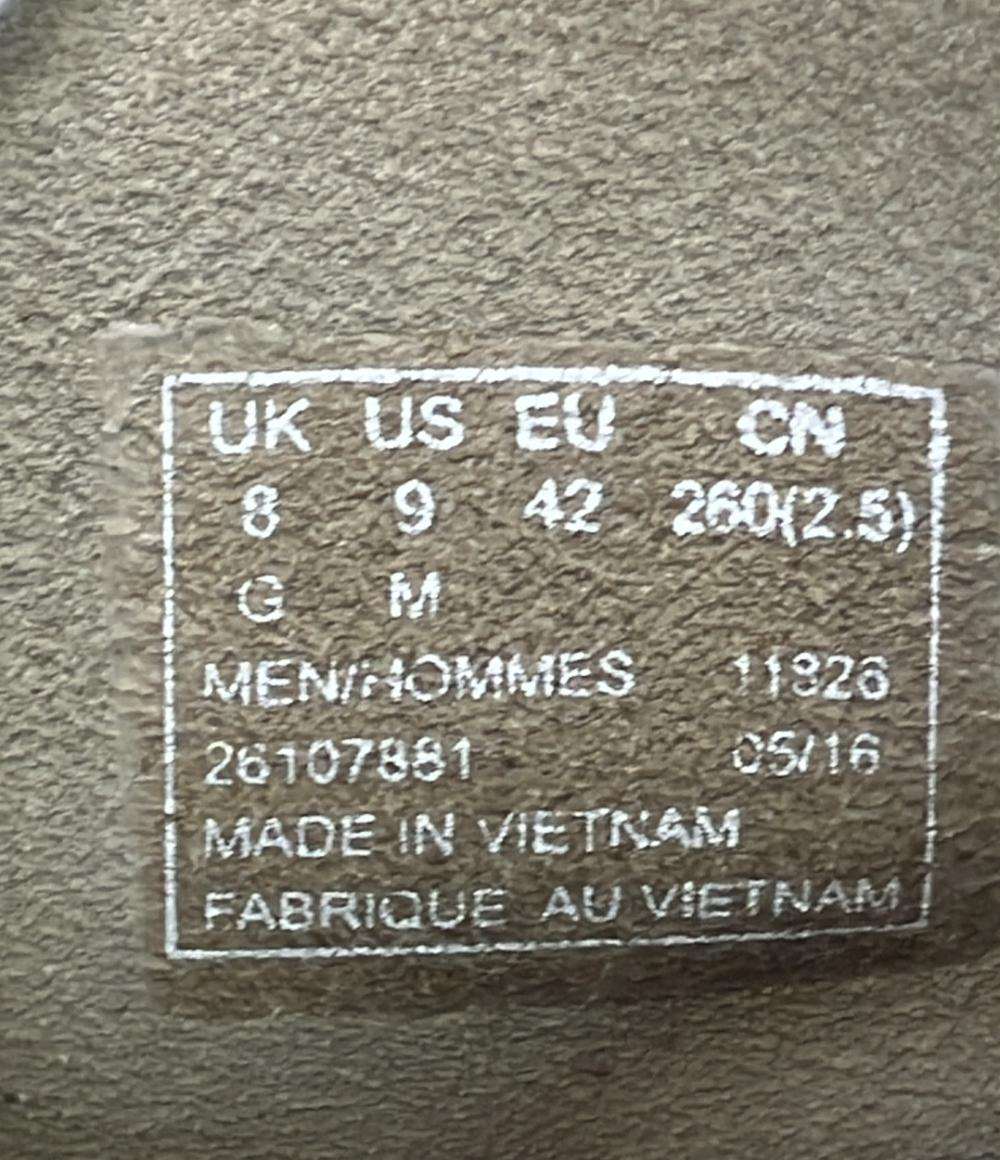 UK US EU CN
8 9 42 260(2.5)
G M
MEN/HOMMES 11826
26107881 05/16
MADE IN VIETNAM
FABRIQUE AU VIETNAM